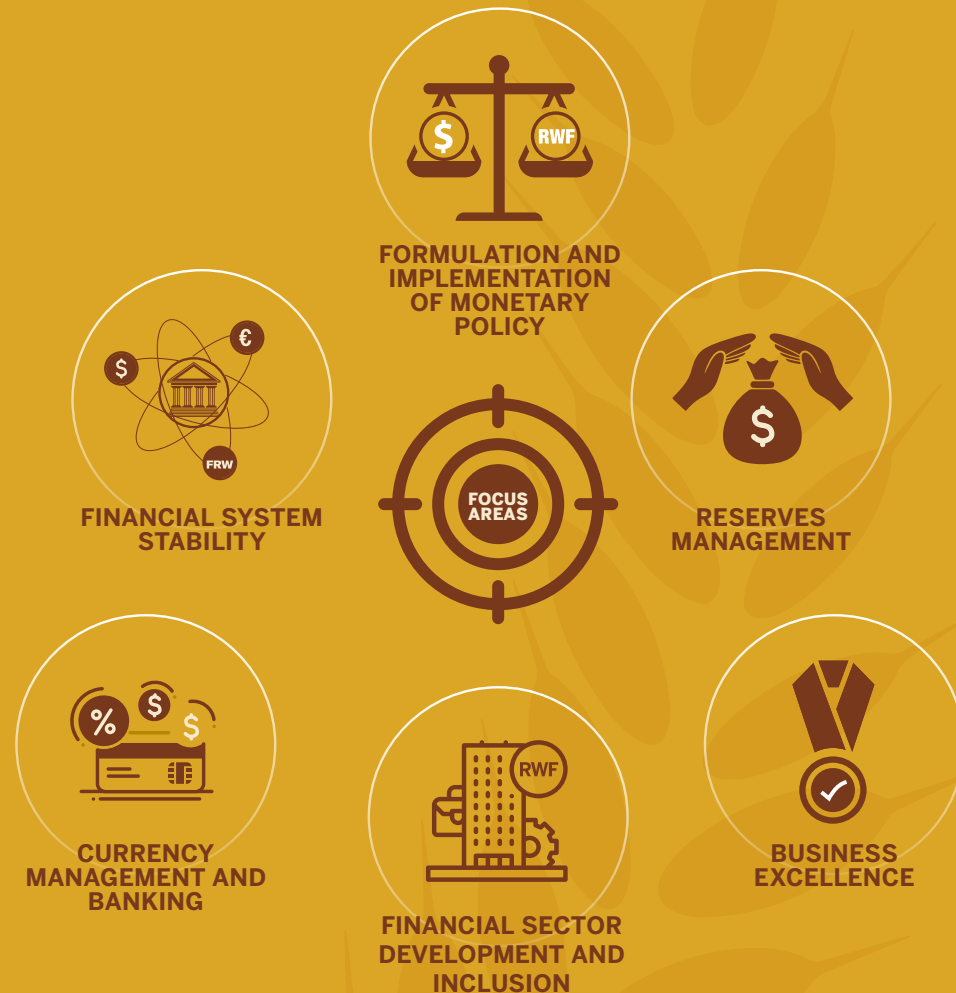 $
RWF
FORMULATION AND
IMPLEMENTATION
OF MONETARY
POLICY
$
€
FRW
FINANCIAL SYSTEM
STABILITY
FOCUS
AREAS
$
RESERVES
MANAGEMENT
%
$
$
CURRENCY
MANAGEMENT AND
BANKING
RWF
FINANCIAL SECTOR
DEVELOPMENT AND
INCLUSION
BUSINESS
EXCELLENCE